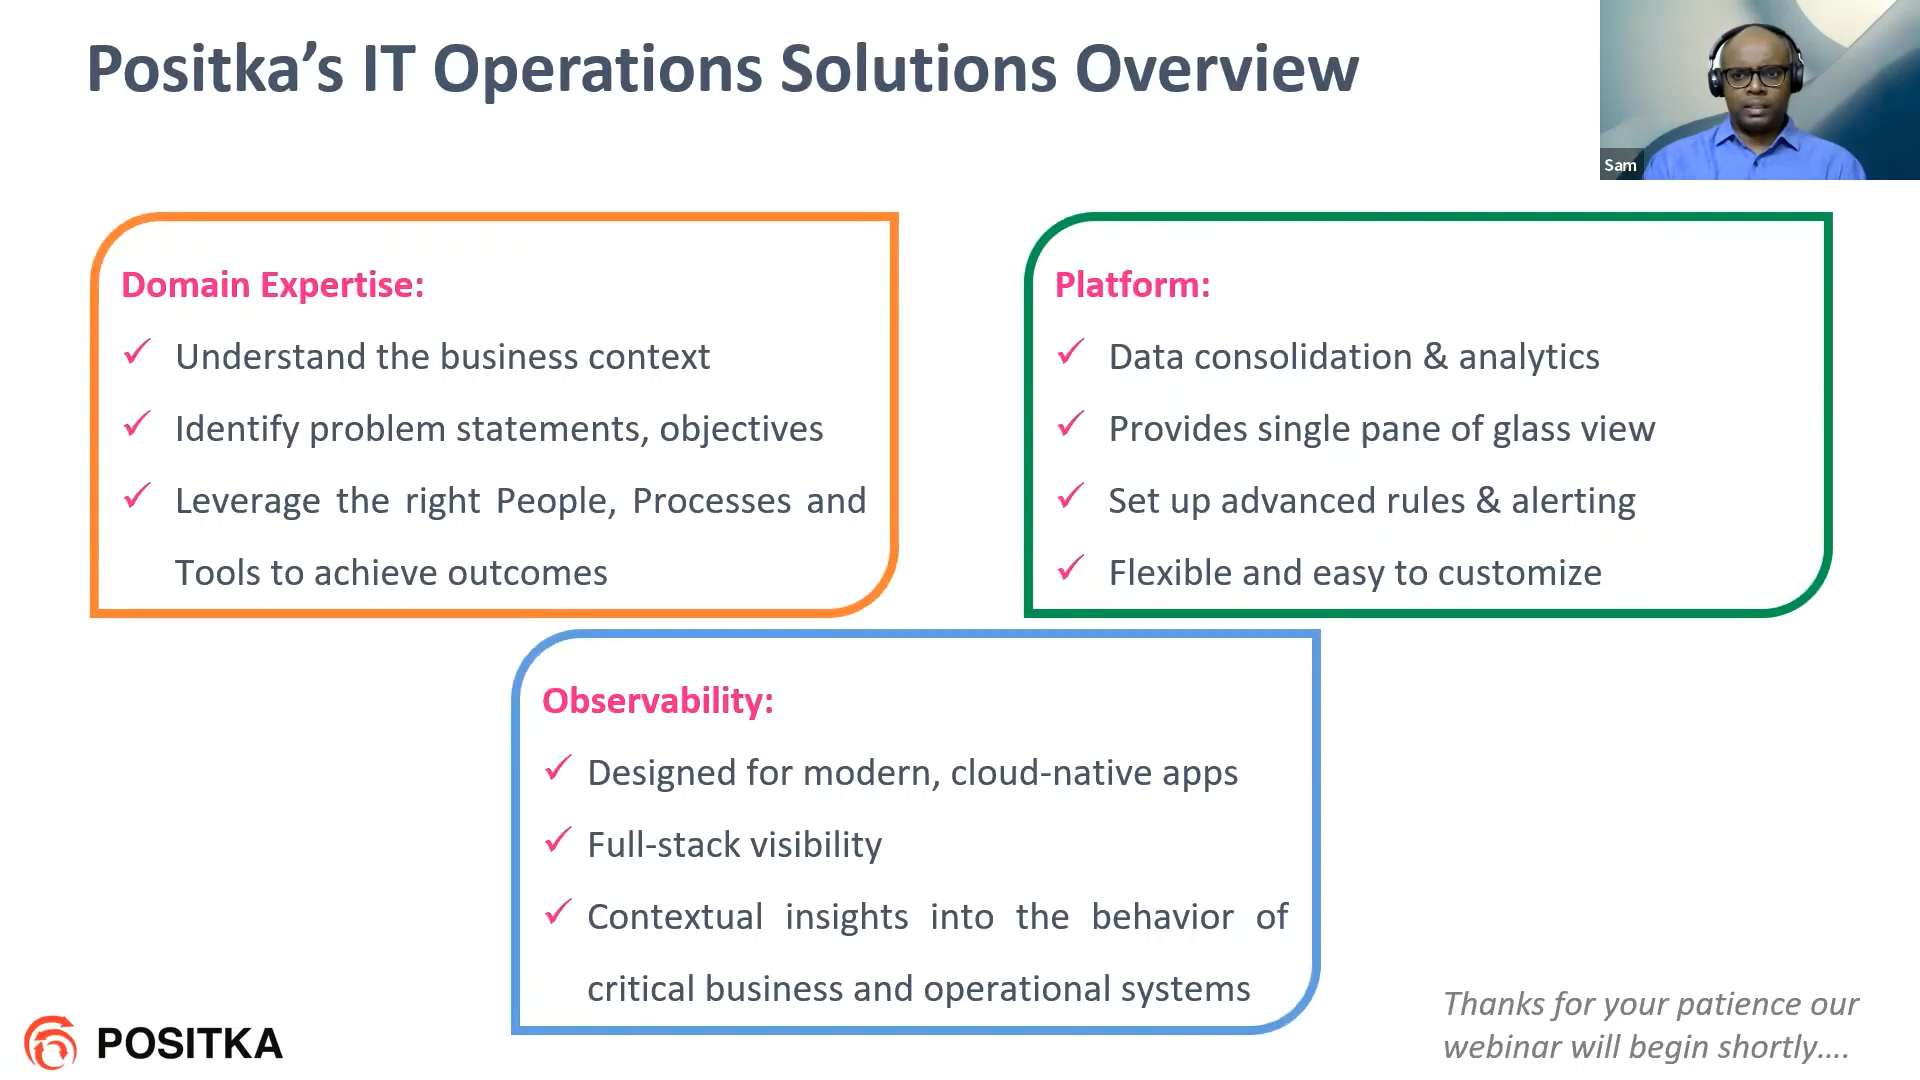 Positka’s IT Operations Solutions Overview
Sam
Domain Expertise:
Understand the business context
Identify problem statements, objectives
Leverage the right People, Processes and
Tools to achieve outcomes
Platform:
Data consolidation & analytics
Provides single pane of glass view
Set up advanced rules & alerting
Flexible and easy to customize
Observability:
Designed for modern, cloud-native apps
Full-stack visibility
Contextual insights into the behavior of
critical business and operational systems
POSITKA
Thanks for your patience our
webinar will begin shortly....